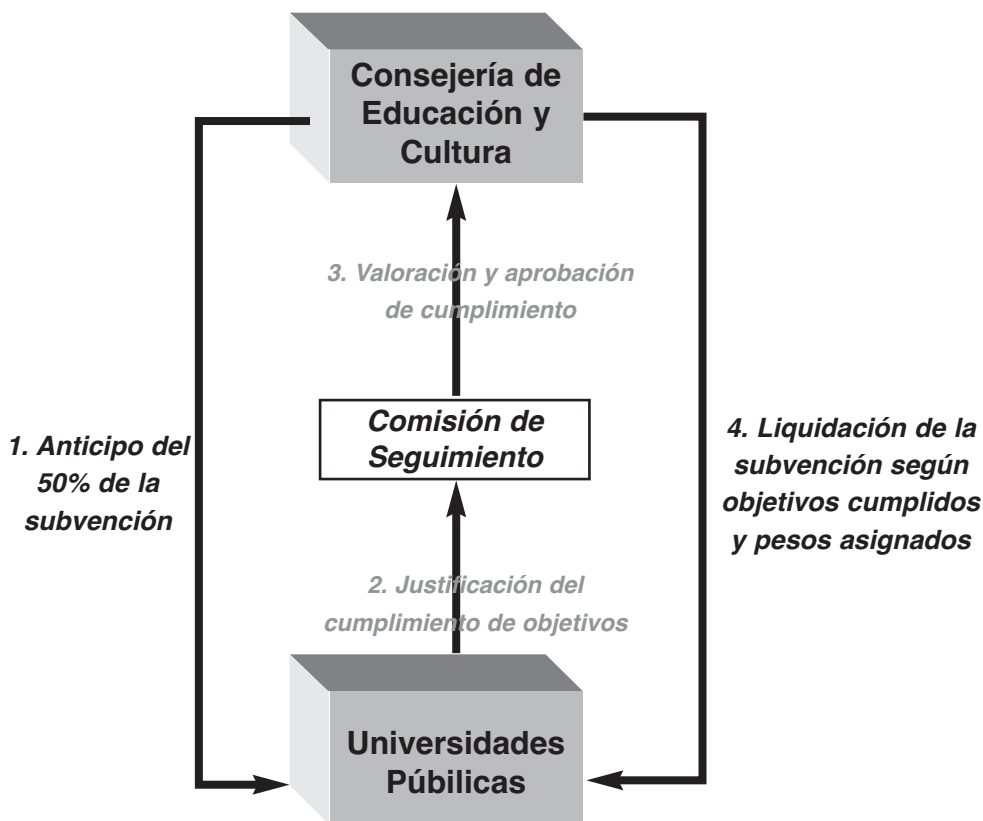 Consejería de
Educación y
Cultura
3. Valoración y aprobación
de cumplimiento
Comisión de
Seguimiento
1. Anticipo del
50% de la
subvención
4. Liquidación de la
subvención según
objetivos cumplidos
y pesos asignados
2. Justificación del
cumplimiento de objetivos
Universidades
Púbilicas